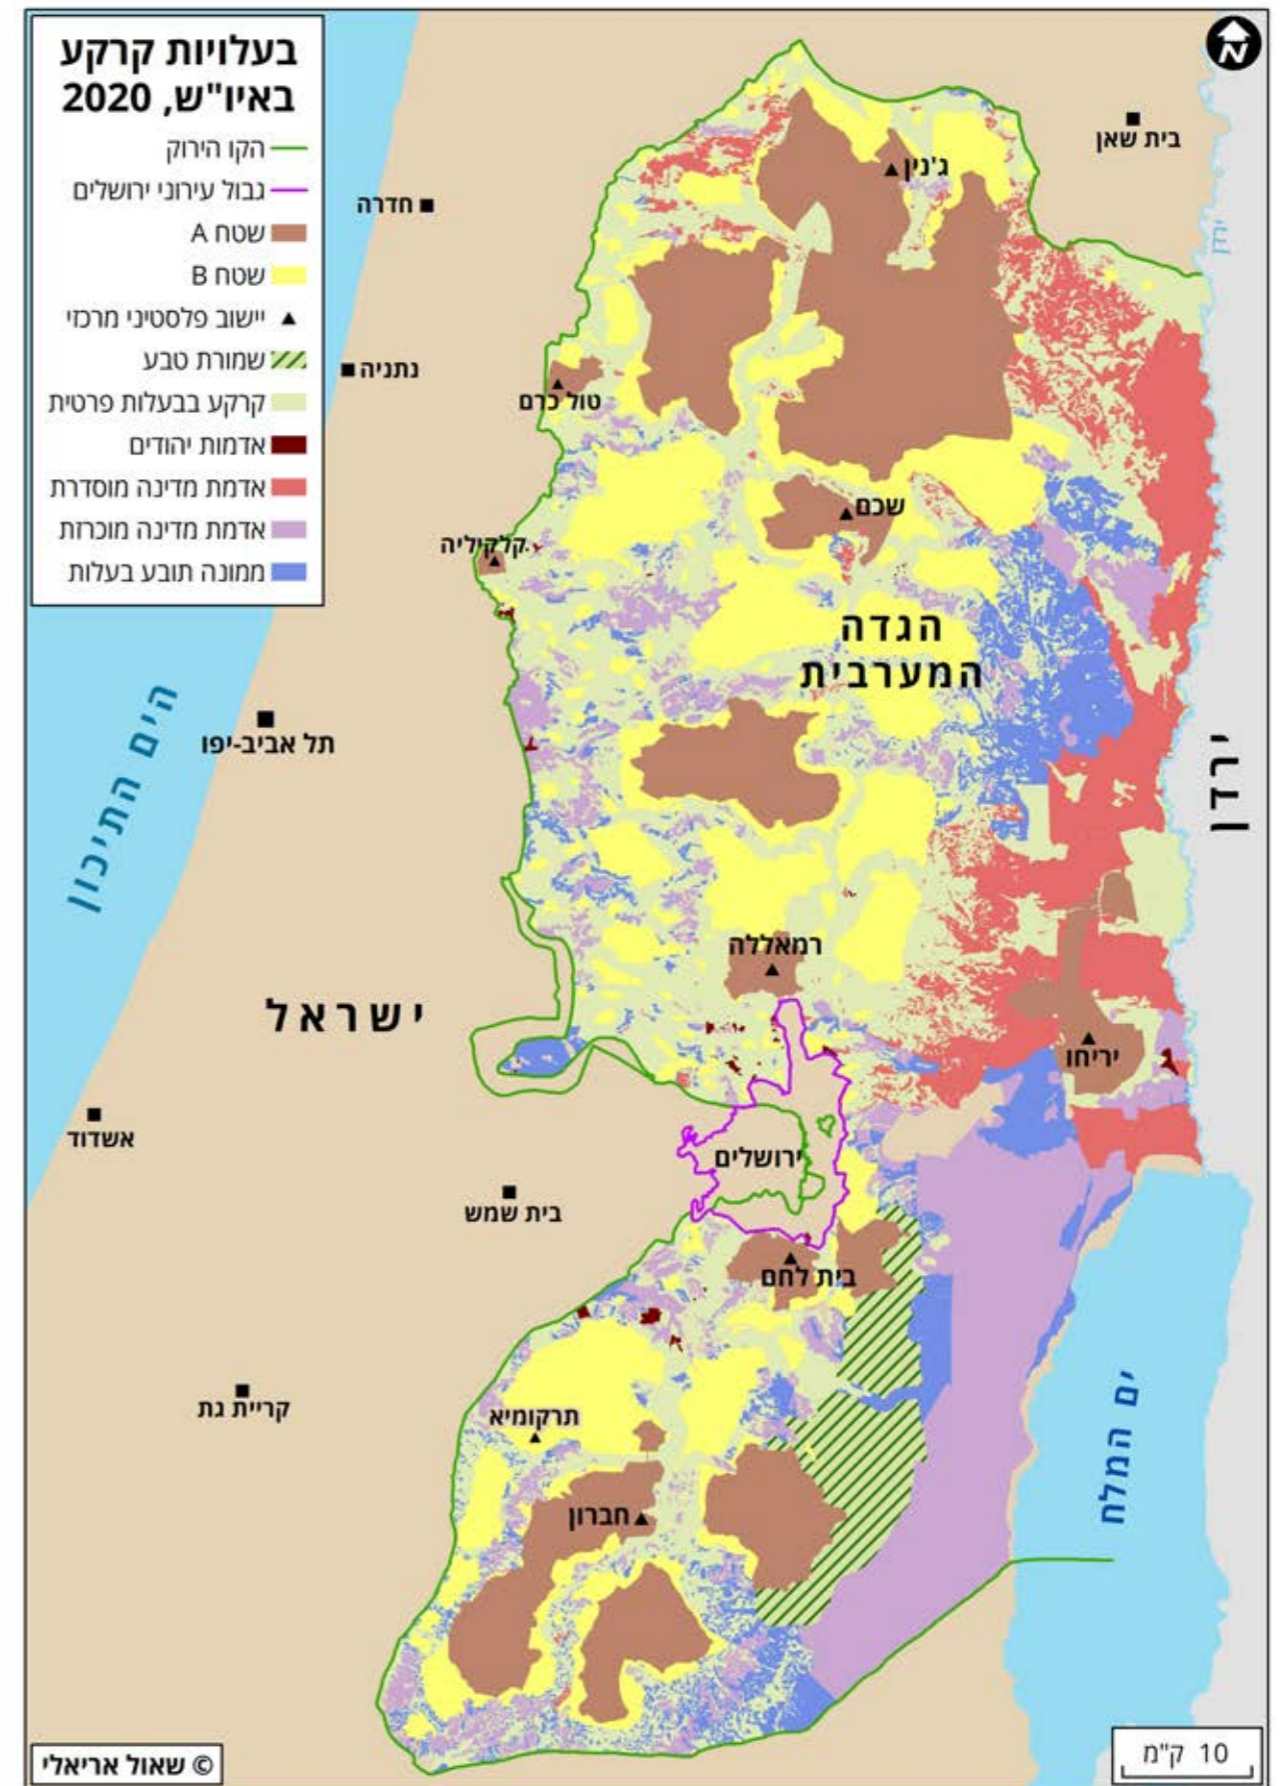 בעלויות קרקע
באיו"ש, 2020
הקו הירוק
גבול עירוני ירושלים
שטח A
שטח B
יישוב פלסטיני מרכזי
שמורת טבע
קרקע בבעלות פרטית
אדמות יהודים
אדמת מדינה מוסדרת
אדמת מדינה מוכרזת
ממונה תובע בעלות
N
בית שאן
ג'נין
חדרה
ירדן
נתניה
טול כרם
שכם
קלקיליה
הגדה
המערבית
הים התיכון
תל אביב-יפו
ירדן
רמאללה
ישראל
יריחו
אשדוד
ירושלים
בית שמש
בית לחם
קריית גת
תרקומיא
ים המלח
חברון
10 ק"מ
© שאול אריאלי